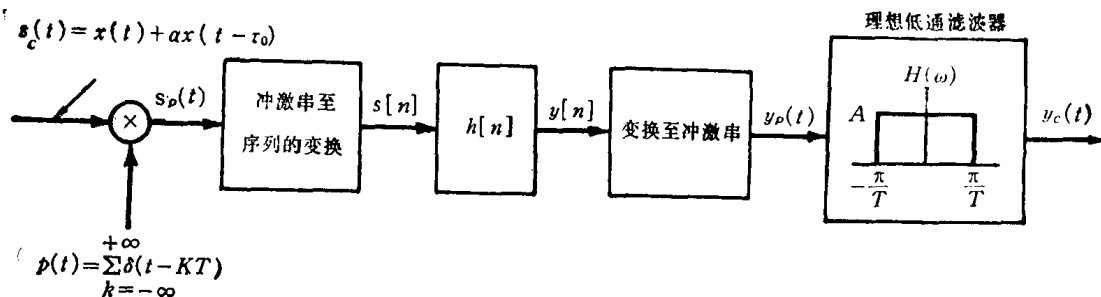 理想低通滤波器
s_c(t) = x(t) + αx(t - τ₀)
s_p(t)
冲激串至
序列的变换
s[n]
h[n]
y[n]
变换至冲激串
y_p(t)
H(ω)
A
-π/T
π/T
y_c(t)
p(t) = +∞ Σ k=-∞ δ(t - KT)